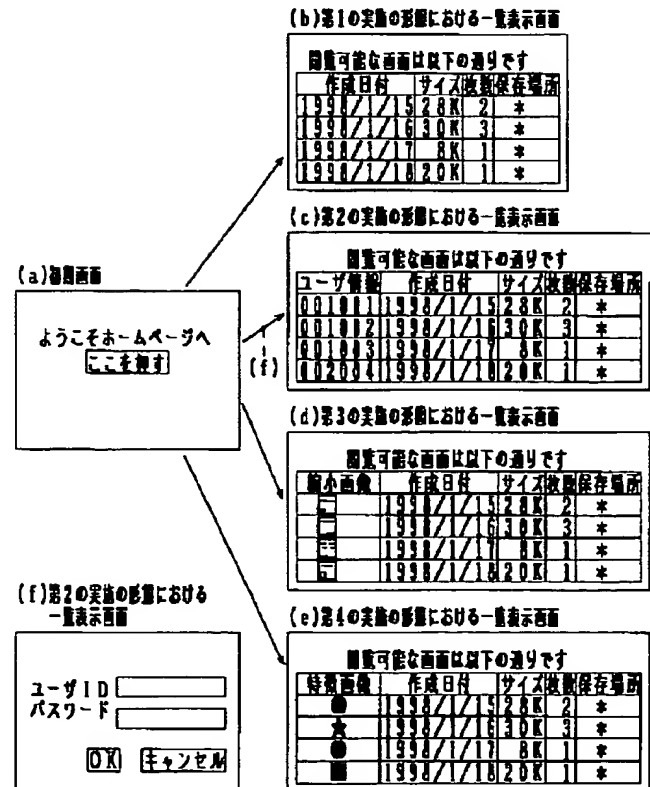 (b)第1の実施の形態における一覧表示画面
閲覧可能な画面は以下の通りです
作成日付 サイズ 枚数 保存場所
1998/1/15 28K 2 *
1998/1/16 30K 3 *
1998/1/17 8K 1 *
1998/1/18 20K 1 *
(c)第2の実施の形態における一覧表示画面
閲覧可能な画面は以下の通りです
ユーザ情報 作成日付 サイズ 枚数 保存場所
001001 1998/1/15 28K 2 *
001002 1998/1/16 30K 3 *
001003 1998/1/17 8K 1 *
002004 1998/1/18 20K 1 *
(a)初期画面
ようこそホームページへ
ここを押す
(f)
(d)第3の実施の形態における一覧表示画面
閲覧可能な画面は以下の通りです
縮小画像 作成日付 サイズ 枚数 保存場所
1998/1/15 28K 2 *
1998/1/16 30K 3 *
1998/1/17 8K 1 *
1998/1/18 20K 1 *
(f)第2の実施の形態における
一覧表示画面
ユーザID
パスワード
OK キャンセル
(e)第4の実施の形態における一覧表示画面
閲覧可能な画面は以下の通りです
特徴画像 作成日付 サイズ 枚数 保存場所
● 1998/1/15 28K 2 *
★ 1998/1/16 30K 3 *
● 1998/1/17 8K 1 *
■ 1998/1/18 20K 1 *